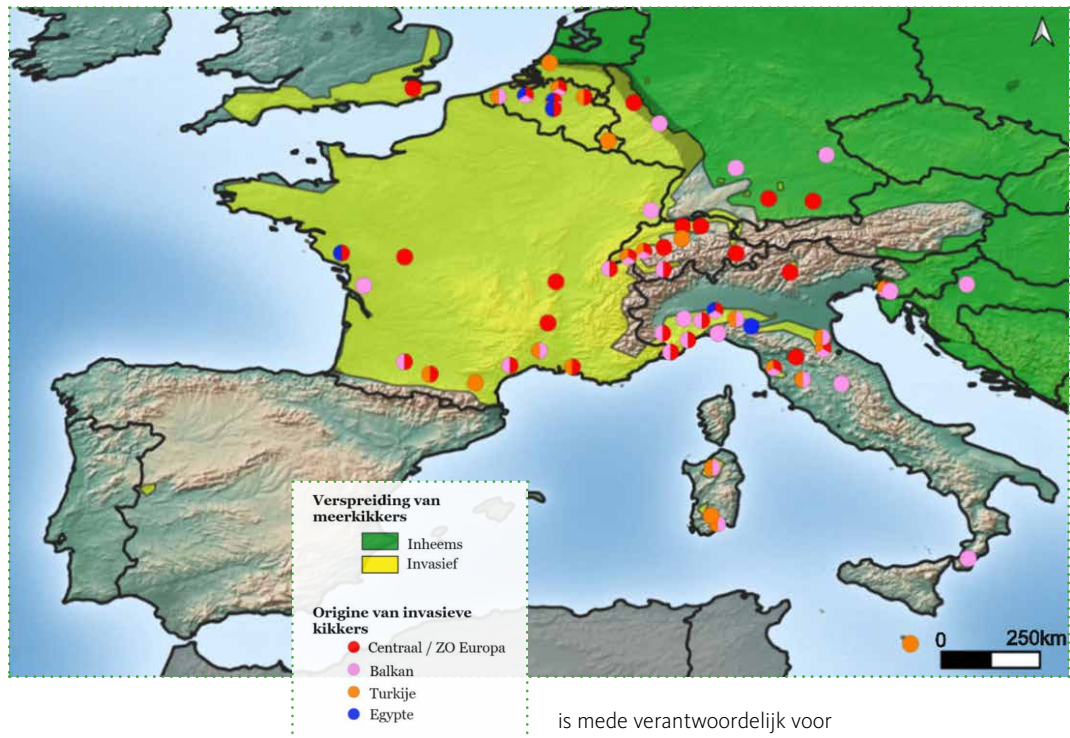 0 250km
Verspreiding van
meerkikkers
Inheems
Invasief
Origine van invasieve
kikkers
Centraal / ZO Europa
Balkan
Turkije
Egypte
is mede verantwoordelijk voor